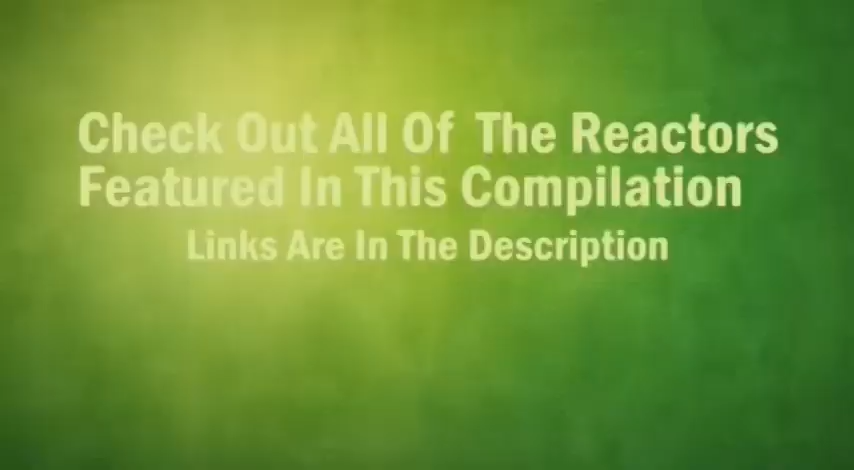 Check Out All Of The Reactors
Featured In This Compilation
Links Are In The Description